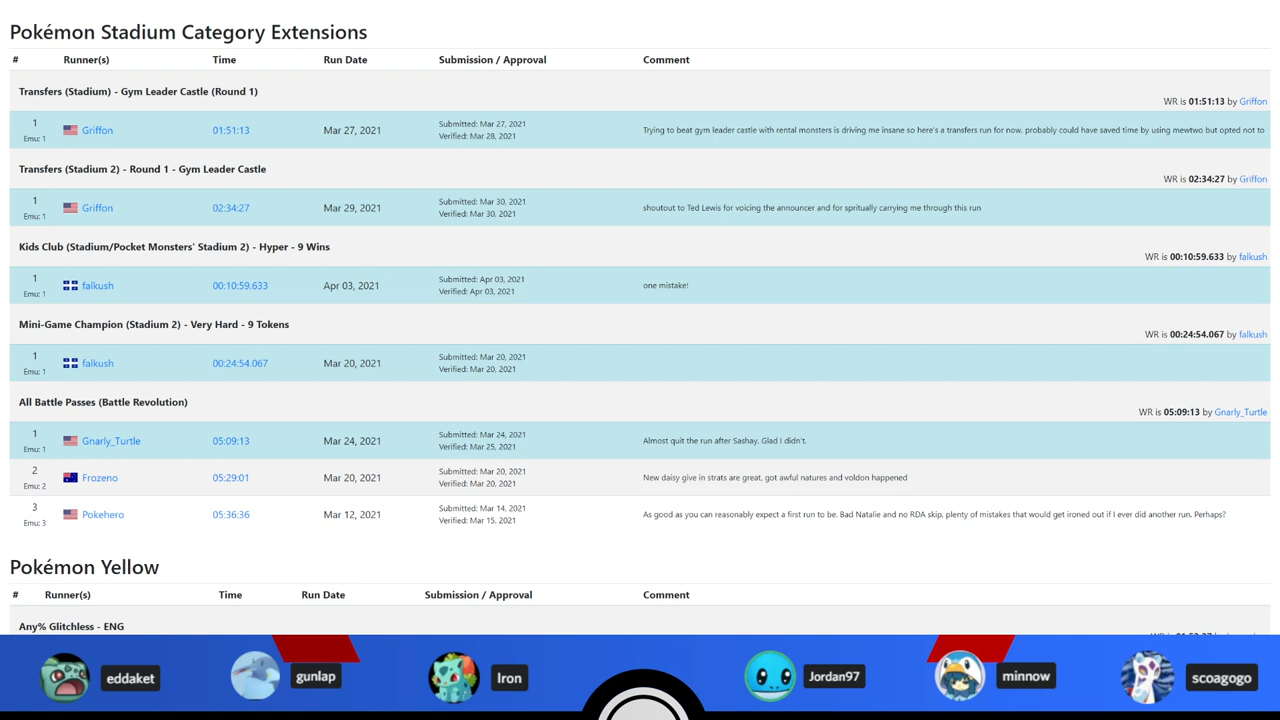 Pokémon Stadium Category Extensions
# Runner(s) Time Run Date Submission / Approval Comment
Transfers (Stadium) - Gym Leader Castle (Round 1)
WR is 01:51:13 by Griffon
1 Griffon 01:51:13 Mar 27, 2021 Submitted: Mar 27, 2021 Trying to beat gym leader castle with rental monsters is driving me insane so here's a transfers run for now. probably could have saved time by using mewtwo but opted not to
Emu: 1 Verified: Mar 28, 2021
Transfers (Stadium 2) - Round 1 - Gym Leader Castle
WR is 02:34:27 by Griffon
1 Griffon 02:34:27 Mar 29, 2021 Submitted: Mar 30, 2021 shoutout to Ted Lewis for voicing the announcer and for spritually carrying me through this run
Emu: 1 Verified: Mar 30, 2021
Kids Club (Stadium/Pocket Monsters' Stadium 2) - Hyper - 9 Wins
WR is 00:10:59.633 by falkush
1 falkush 00:10:59.633 Apr 03, 2021 Submitted: Apr 03, 2021 one mistake!
Emu: 1 Verified: Apr 03, 2021
Mini-Game Champion (Stadium 2) - Very Hard - 9 Tokens
WR is 00:24:54.067 by falkush
1 falkush 00:24:54.067 Mar 20, 2021 Submitted: Mar 20, 2021
Emu: 1 Verified: Mar 20, 2021
All Battle Passes (Battle Revolution)
WR is 05:09:13 by Gnarly_Turtle
1 Gnarly_Turtle 05:09:13 Mar 24, 2021 Submitted: Mar 24, 2021 Almost quit the run after Sashay. Glad I didn't.
Emu: 1 Verified: Mar 25, 2021
2 Frozeno 05:29:01 Mar 20, 2021 Submitted: Mar 20, 2021 New daisy give in strats are great, got awful natures and voldon happened
Emu: 2 Verified: Mar 20, 2021
3 Pokehero 05:36:36 Mar 12, 2021 Submitted: Mar 14, 2021 As good as you can reasonably expect a first run to be. Bad Natalie and no RDA skip, plenty of mistakes that would get ironed out if I ever did another run. Perhaps?
Emu: 3 Verified: Mar 15, 2021
Pokémon Yellow
# Runner(s) Time Run Date Submission / Approval Comment
Any% Glitchless - ENG
eddaket gunlap Iron Jordan97 minnow scoagogo